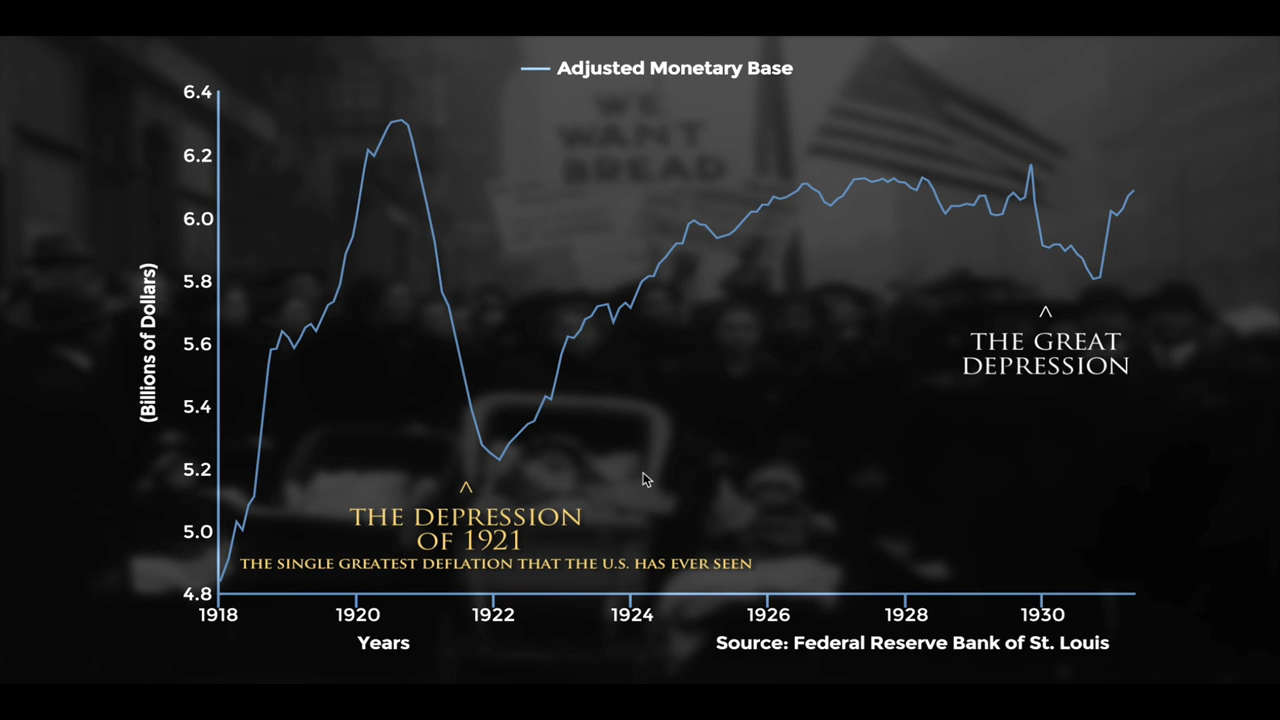 Adjusted Monetary Base
WE
WANT
BREAD
6.4
6.2
6.0
5.8
5.6
5.4
5.2
5.0
4.8
(Billions of Dollars)
^
THE GREAT
DEPRESSION
^
THE DEPRESSION
OF 1921
THE SINGLE GREATEST DEFLATION THAT THE U.S. HAS EVER SEEN
1918 1920 1922 1924 1926 1928 1930
Years
Source: Federal Reserve Bank of St. Louis